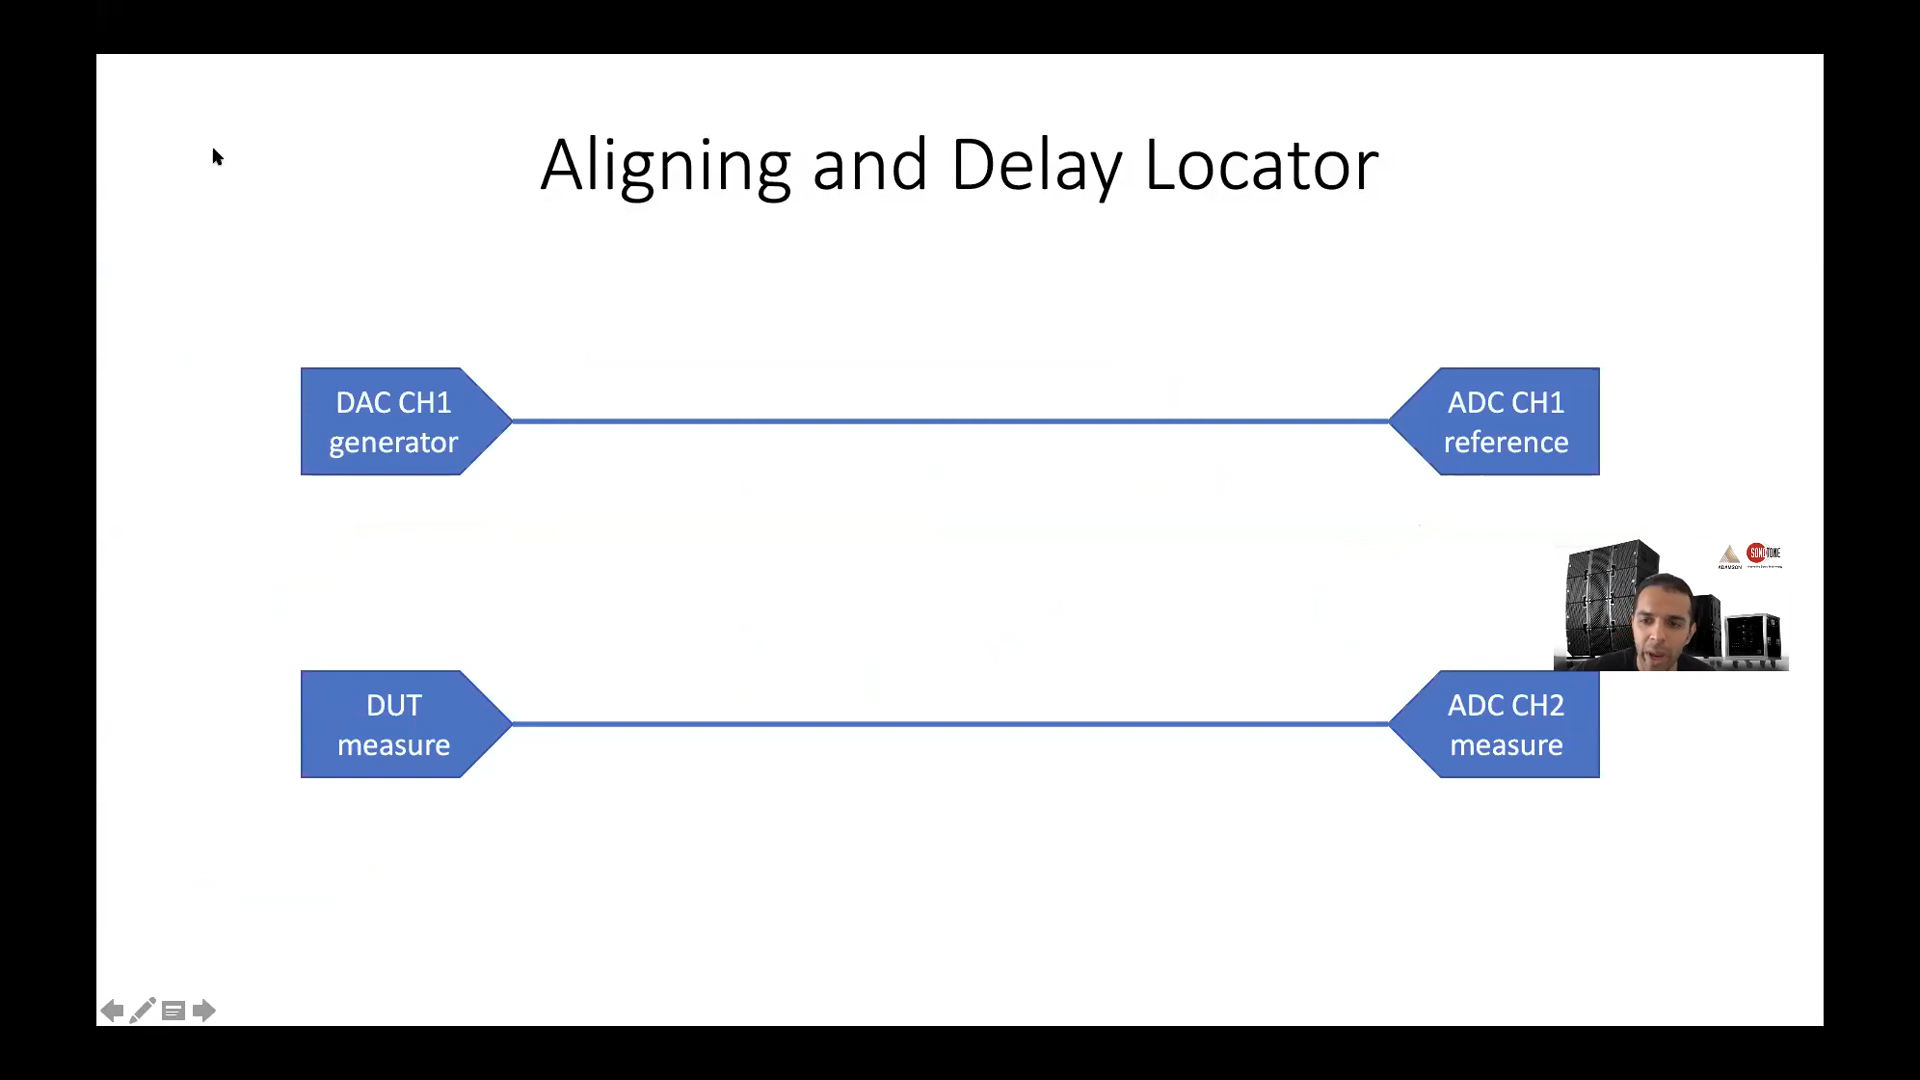 Aligning and Delay Locator
DAC CH1
generator
ADC CH1
reference
DUT
measure
ADC CH2
measure